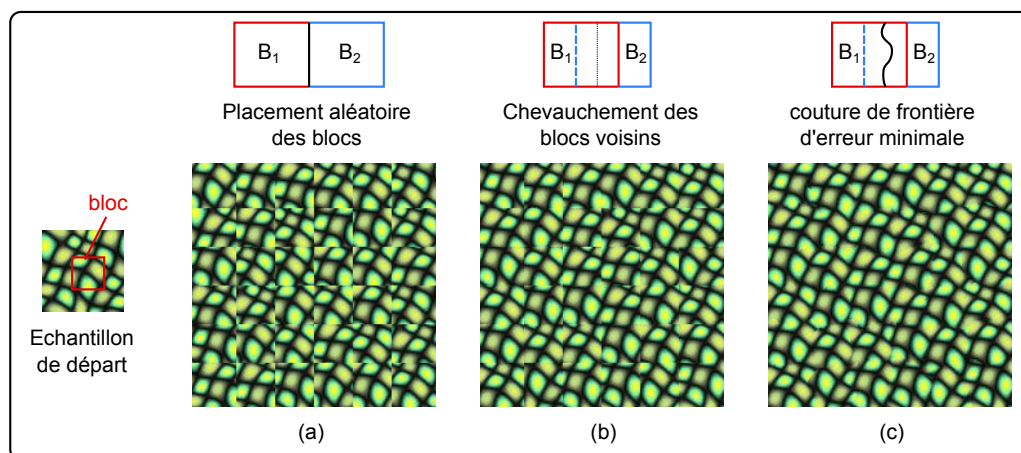 B₁ B₂
B₁ B₂
B₁ B₂
Placement aléatoire
des blocs
Chevauchement des
blocs voisins
couture de frontière
d'erreur minimale
bloc
Echantillon
de départ
(a)
(b)
(c)